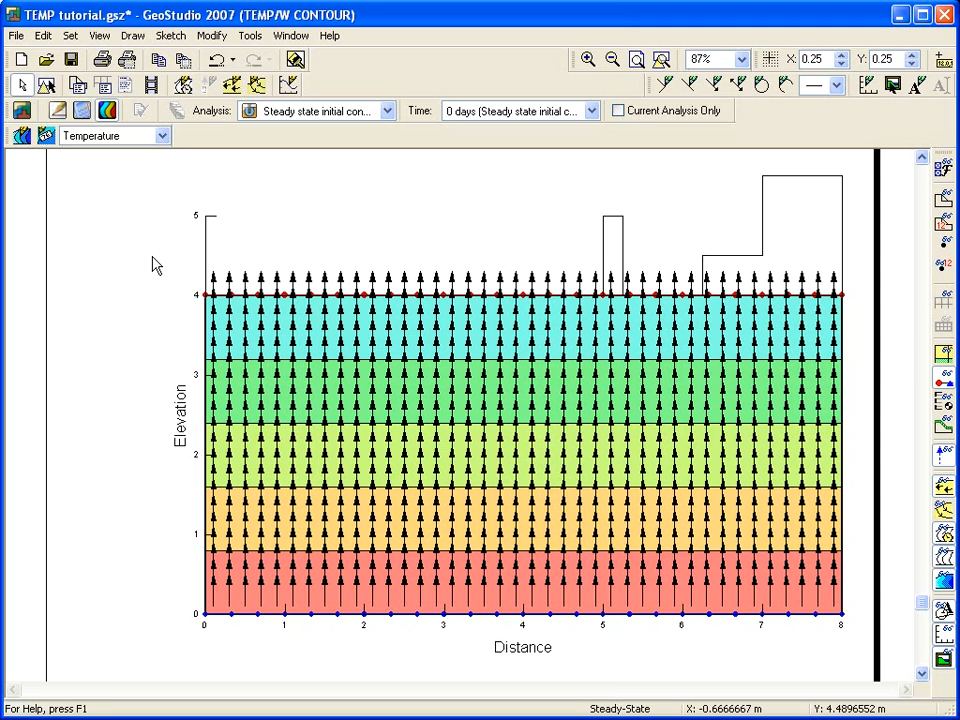 TEMP tutorial.gsz* - GeoStudio 2007 (TEMP/W CONTOUR)
File Edit Set View Draw Sketch Modify Tools Window Help
87% X: 0.25 Y: 0.25
Analysis: Steady state initial con... Time: 0 days (Steady state initial c... Current Analysis Only
Temperature
5
4
3
2
1
0
Elevation
0 1 2 3 4 5 6 7 8
Distance
For Help, press F1 Steady-State X: -0.6666667 m Y: 4.4896552 m